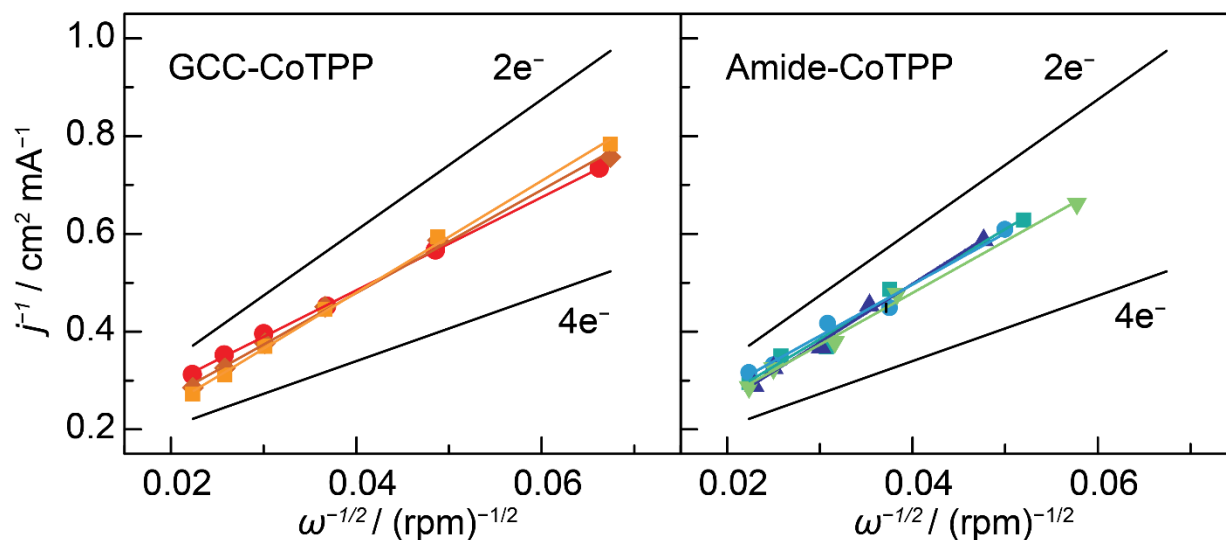 GCC-CoTPP
2e⁻
4e⁻
Amide-CoTPP
2e⁻
4e⁻
1.0
0.8
0.6
0.4
0.2
j⁻¹ / cm² mA⁻¹
0.02
0.04
0.06
0.02
0.04
0.06
ω⁻¹ᐟ² / (rpm)⁻¹ᐟ²
ω⁻¹ᐟ² / (rpm)⁻¹ᐟ²